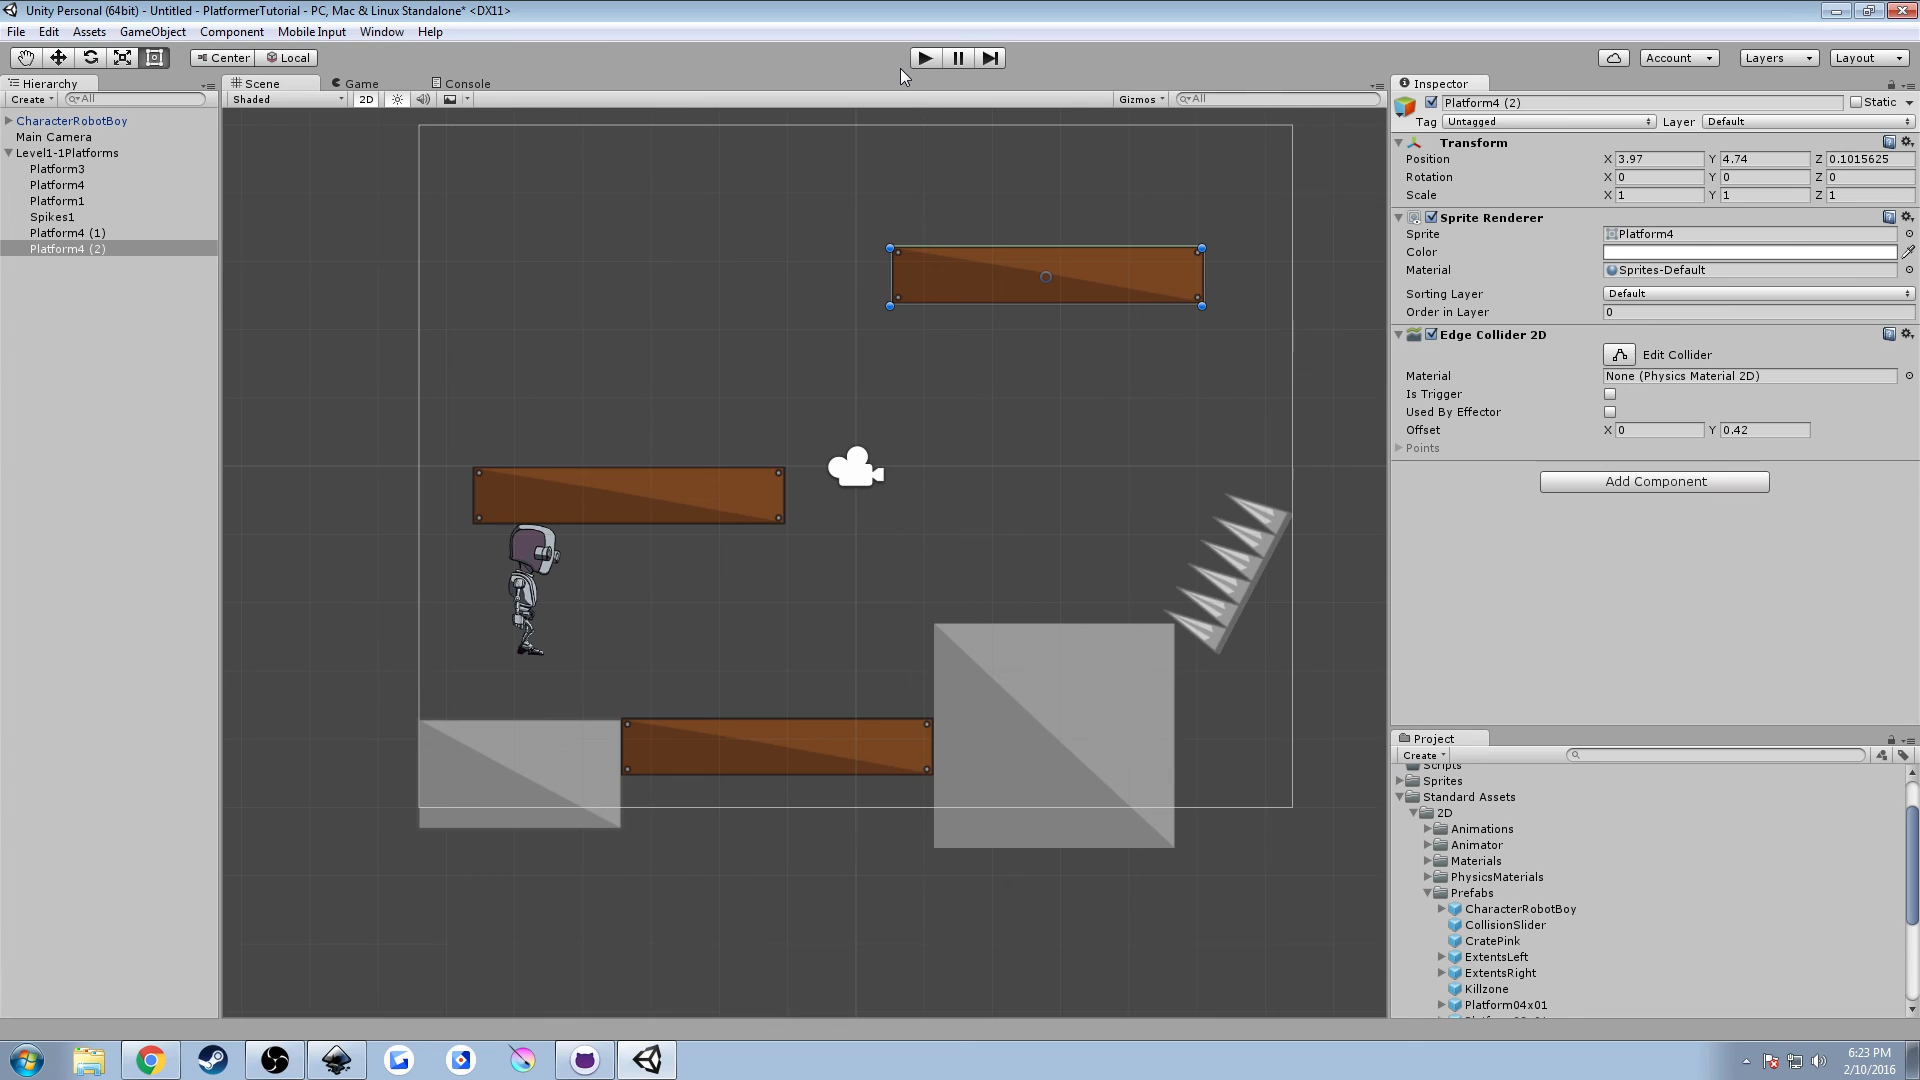 Unity Personal (64bit) - Untitled - PlatformerTutorial - PC, Mac & Linux Standalone* <DX11>
File Edit Assets GameObject Component Mobile Input Window Help
Center Local Account Layers Layout
Hierarchy
Create All
CharacterRobotBoy
Main Camera
Level1-1Platforms
Platform3
Platform4
Platform1
Spikes1
Platform4 (1)
Platform4 (2)
Scene Game Console
Shaded 2D Gizmos All
Inspector
Platform4 (2) Static
Tag Untagged Layer Default
Transform
Position X 3.97 Y 4.74 Z 0.1015625
Rotation X 0 Y 0 Z 0
Scale X 1 Y 1 Z 1
Sprite Renderer
Sprite Platform4
Color
Material Sprites-Default
Sorting Layer Default
Order in Layer 0
Edge Collider 2D
Edit Collider
Material None (Physics Material 2D)
Is Trigger
Used By Effector
Offset X 0 Y 0.42
Points
Add Component
Project
Create
Scripts
Sprites
Standard Assets
2D
Animations
Animator
Materials
PhysicsMaterials
Prefabs
CharacterRobotBoy
CollisionSlider
CratePink
ExtentsLeft
ExtentsRight
Killzone
Platform04x01
6:23 PM
2/10/2016